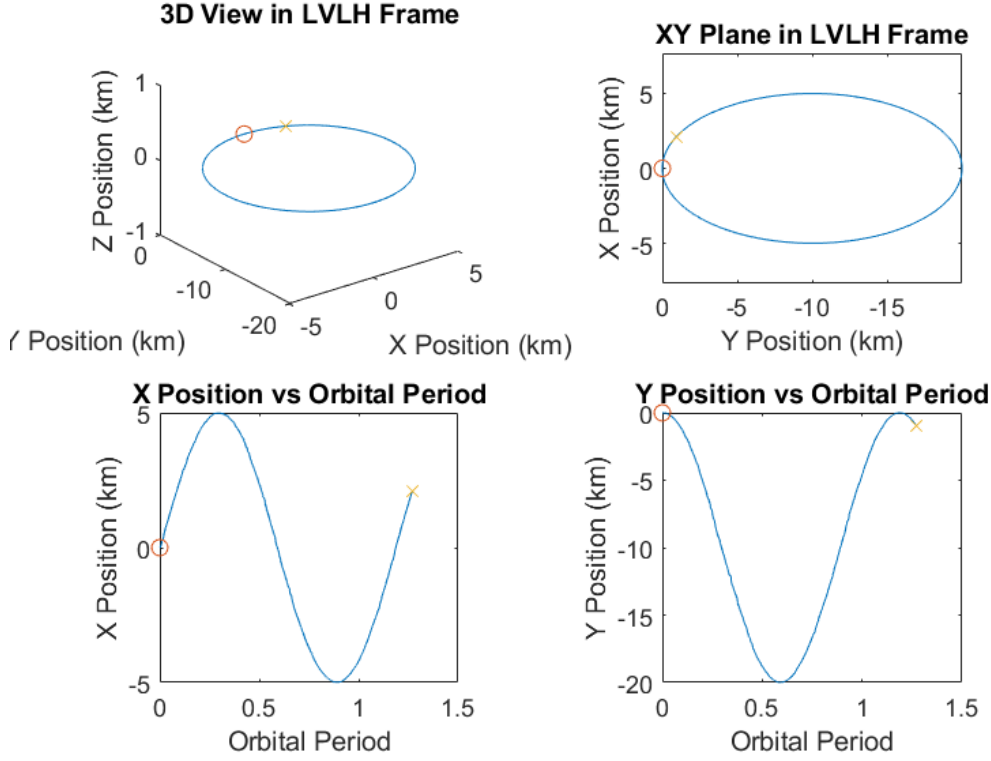 3D View in LVLH Frame
1
0
-1
Z Position (km)
0
-10
-20
-5
0
5
Y Position (km)
X Position (km)
XY Plane in LVLH Frame
5
0
-5
X Position (km)
0
-5
-10
-15
Y Position (km)
X Position vs Orbital Period
5
0
-5
X Position (km)
0
0.5
1
1.5
Orbital Period
Y Position vs Orbital Period
0
-5
-10
-15
-20
Y Position (km)
0
0.5
1
1.5
Orbital Period